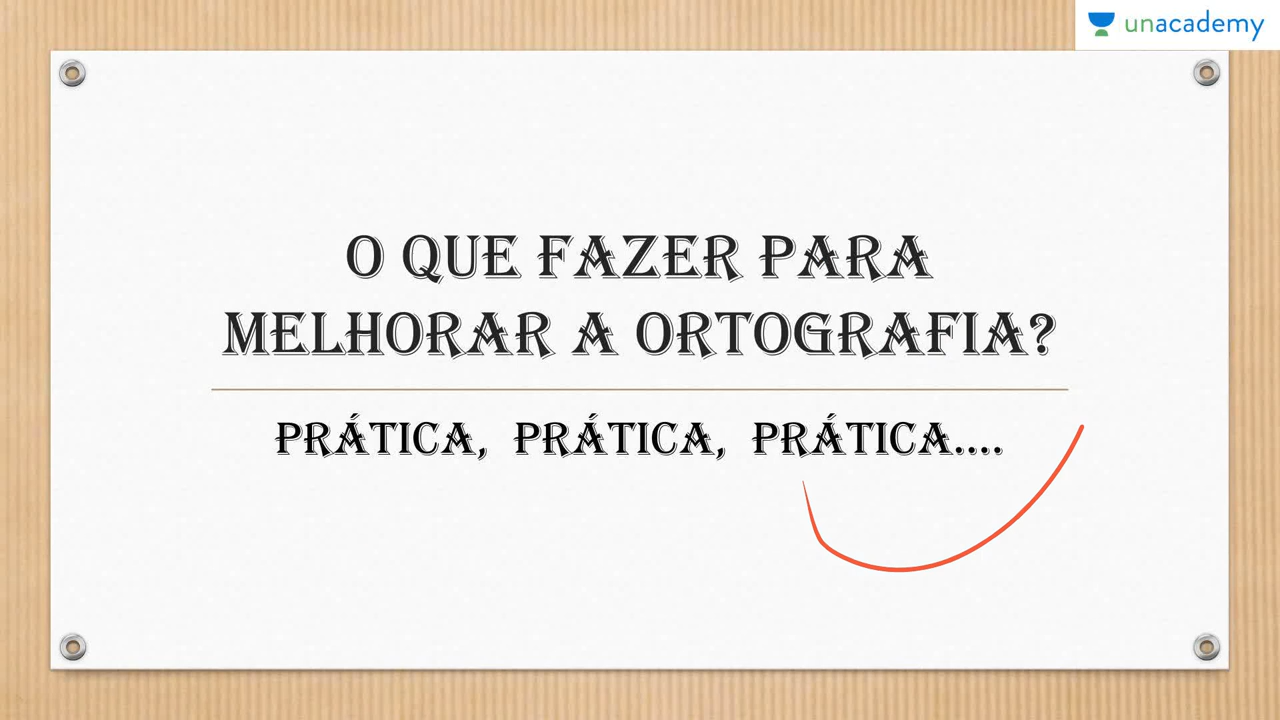 unacademy
O QUE FAZER PARA
MELHORAR A ORTOGRAFIA?
PRÁTICA, PRÁTICA, PRÁTICA....